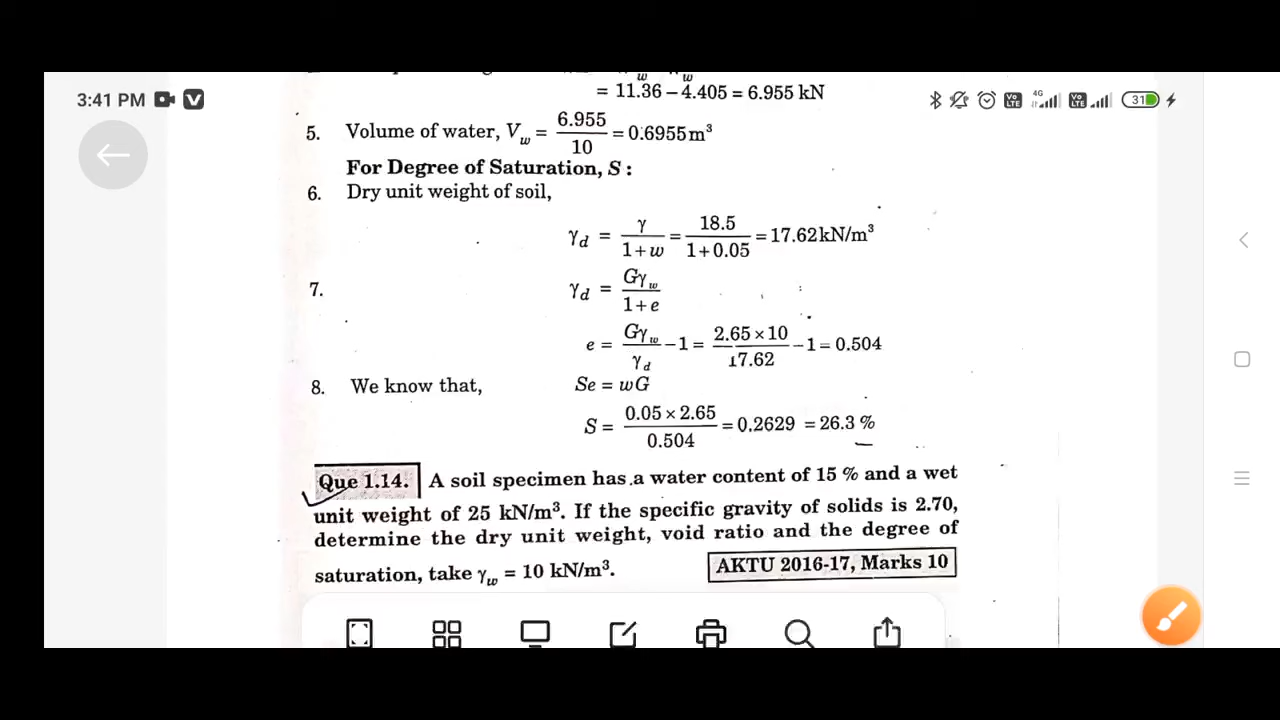 3:41 PM
4G
Vo LTE
Vo LTE
31
w w
= 11.36 – 4.405 = 6.955 kN
5. Volume of water, V_w = 6.955/10 = 0.6955 m³
For Degree of Saturation, S :
6. Dry unit weight of soil,
γ_d = γ/(1+w) = 18.5/(1+0.05) = 17.62 kN/m³
7. γ_d = Gγ_w/(1+e)
e = Gγ_w/γ_d – 1 = (2.65 × 10)/17.62 – 1 = 0.504
8. We know that, Se = wG
S = (0.05 × 2.65)/0.504 = 0.2629 = 26.3 %
Que 1.14. A soil specimen has a water content of 15 % and a wet
unit weight of 25 kN/m³. If the specific gravity of solids is 2.70,
determine the dry unit weight, void ratio and the degree of
saturation, take γ_w = 10 kN/m³. AKTU 2016-17, Marks 10